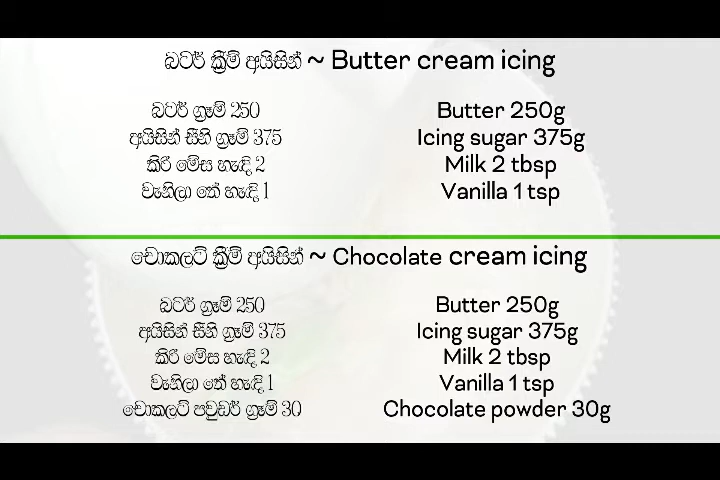 බටර් ක්‍රීම් අයිසින් ~ Butter cream icing
බටර් ග්‍රෑම් 250 Butter 250g
අයිසින් සීනි ග්‍රෑම් 375 Icing sugar 375g
කිරි මේස හැඳි 2 Milk 2 tbsp
වැනිලා තේ හැඳි 1 Vanilla 1 tsp
චොකලට් ක්‍රීම් අයිසින් ~ Chocolate cream icing
බටර් ග්‍රෑම් 250 Butter 250g
අයිසින් සීනි ග්‍රෑම් 375 Icing sugar 375g
කිරි මේස හැඳි 2 Milk 2 tbsp
වැනිලා තේ හැඳි 1 Vanilla 1 tsp
චොකලට් පවුඩර් ග්‍රෑම් 30 Chocolate powder 30g